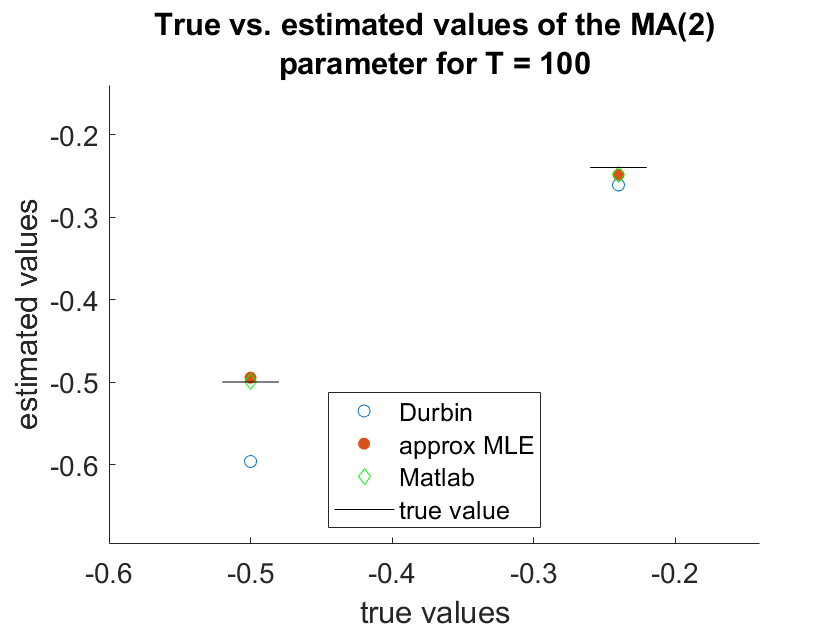 True vs. estimated values of the MA(2)
parameter for T = 100
estimated values
-0.2
-0.3
-0.4
-0.5
-0.6
Durbin
approx MLE
Matlab
true value
-0.6
-0.5
-0.4
-0.3
-0.2
true values